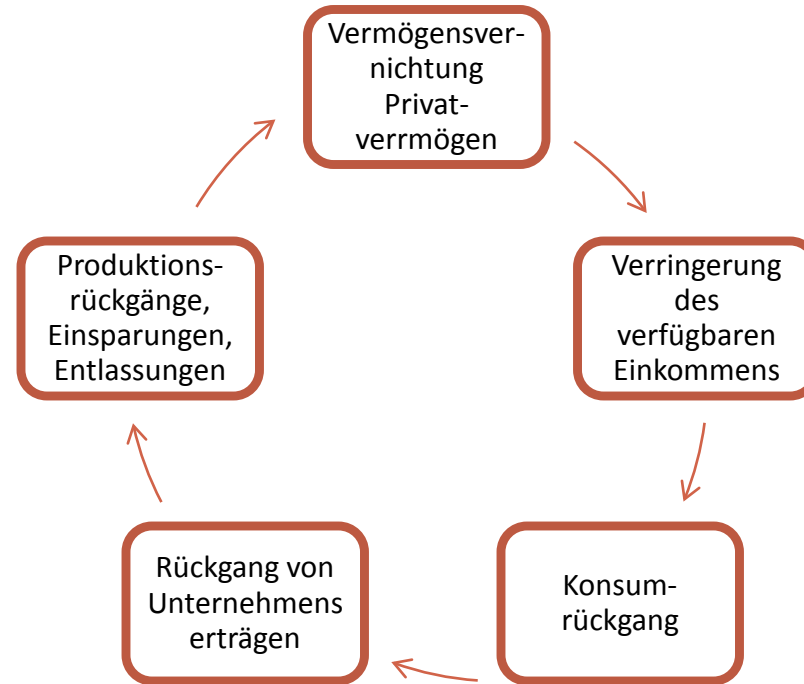 Vermögensver-
nichtung
Privat-
verrmögen
Verringerung
des
verfügbaren
Einkommens
Konsum-
rückgang
Rückgang von
Unternehmens
erträgen
Produktions-
rückgänge,
Einsparungen,
Entlassungen